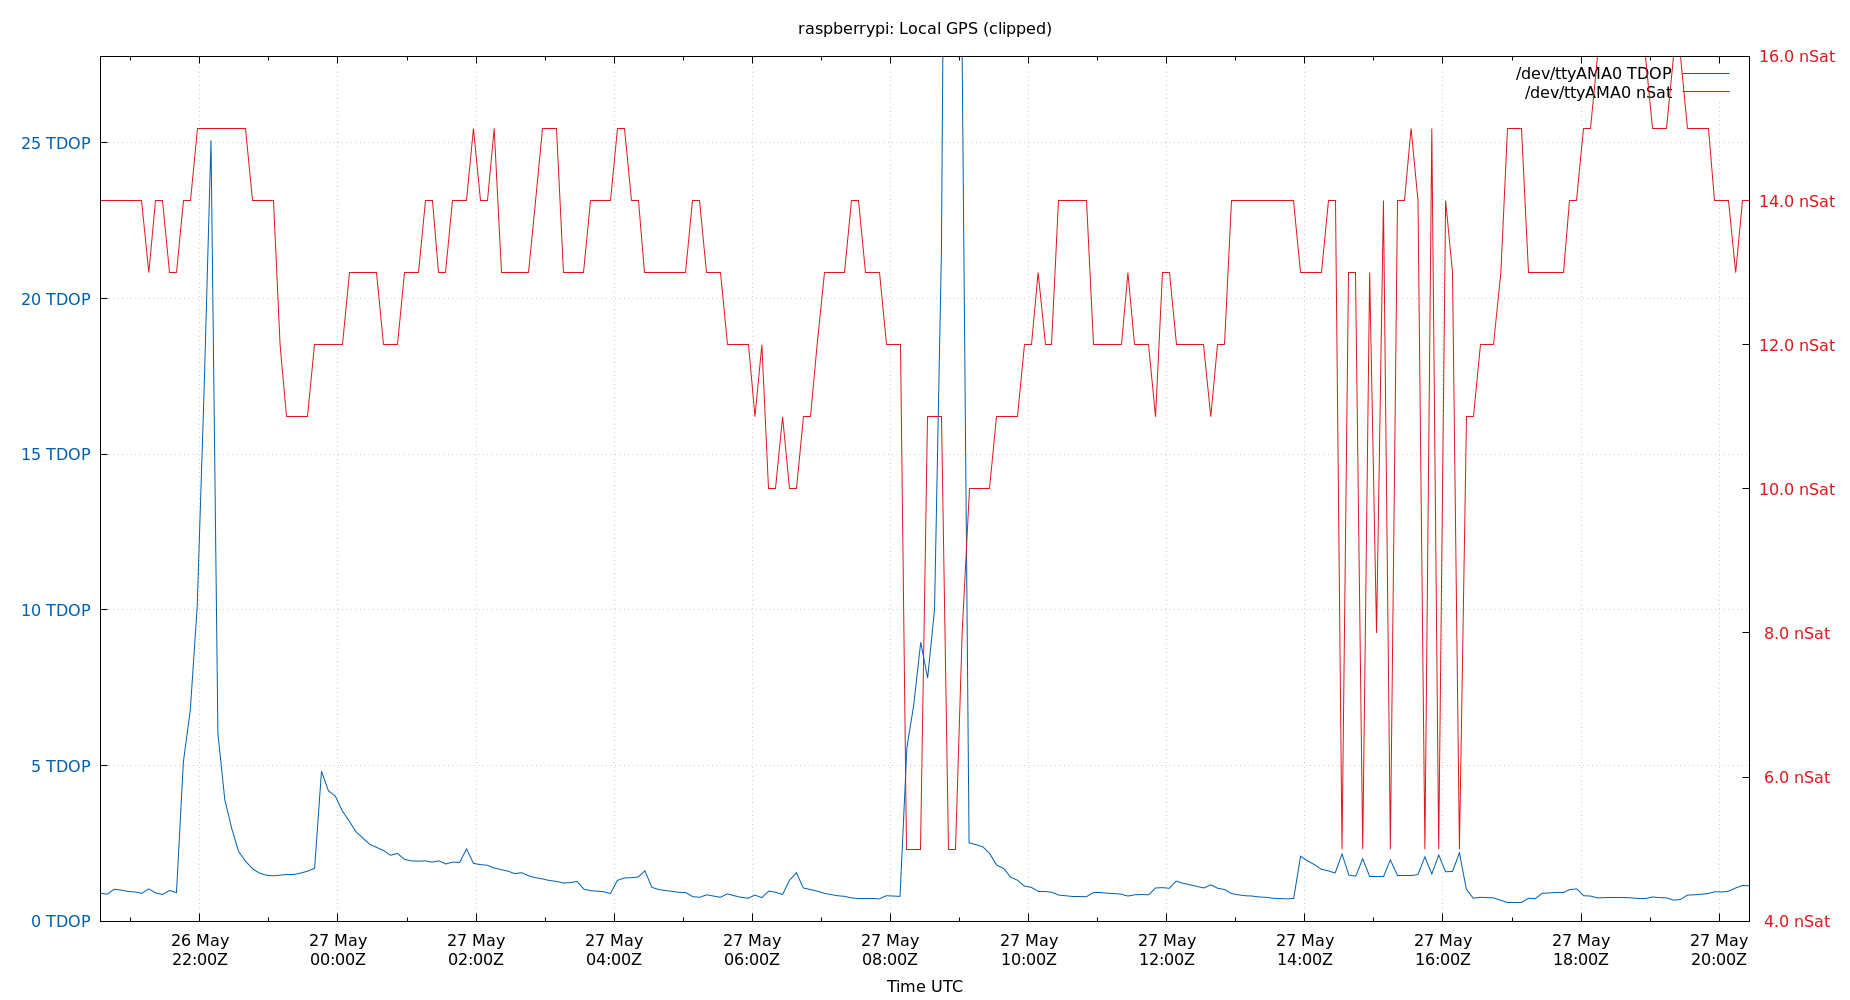 raspberrypi: Local GPS (clipped)
16.0 nSat
/dev/ttyAMA0 TDOP
/dev/ttyAMA0 nSat
25 TDOP
14.0 nSat
20 TDOP
12.0 nSat
15 TDOP
10.0 nSat
10 TDOP
8.0 nSat
5 TDOP
6.0 nSat
0 TDOP
4.0 nSat
26 May 27 May 27 May 27 May 27 May 27 May 27 May 27 May 27 May 27 May 27 May 27 May
22:00Z 00:00Z 02:00Z 04:00Z 06:00Z 08:00Z 10:00Z 12:00Z 14:00Z 16:00Z 18:00Z 20:00Z
Time UTC